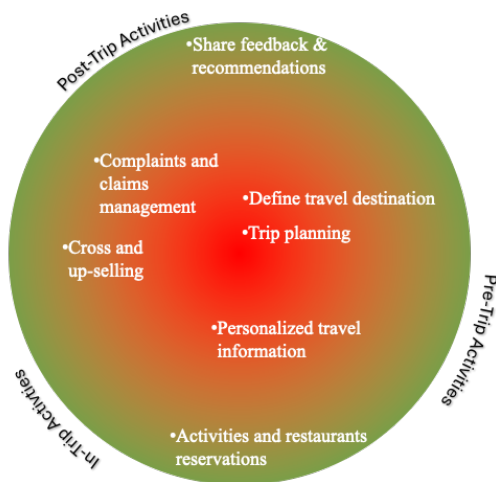 Post-Trip Activities
•Share feedback &
recommendations
•Complaints and
claims
management
•Define travel destination
•Trip planning
•Cross and
up-selling
Pre-Trip Activities
•Personalized travel
information
In-Trip Activities
•Activities and restaurants
reservations